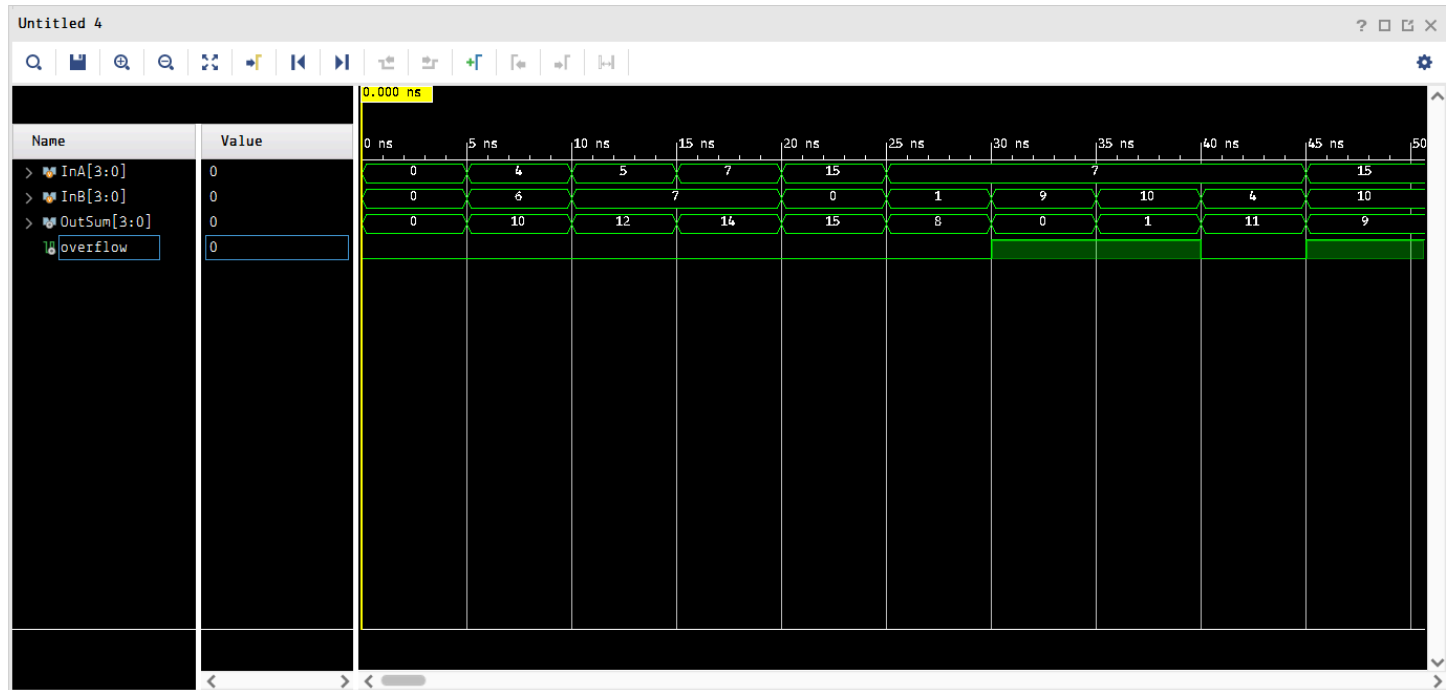 Untitled 4
0.000 ns
Name Value 0 ns 5 ns 10 ns 15 ns 20 ns 25 ns 30 ns 35 ns 40 ns 45 ns 50
InA[3:0] 0 0 4 5 7 15 7 15
InB[3:0] 0 0 6 7 0 1 9 10 4 10
OutSum[3:0] 0 0 10 12 14 15 8 0 1 11 9
overflow 0